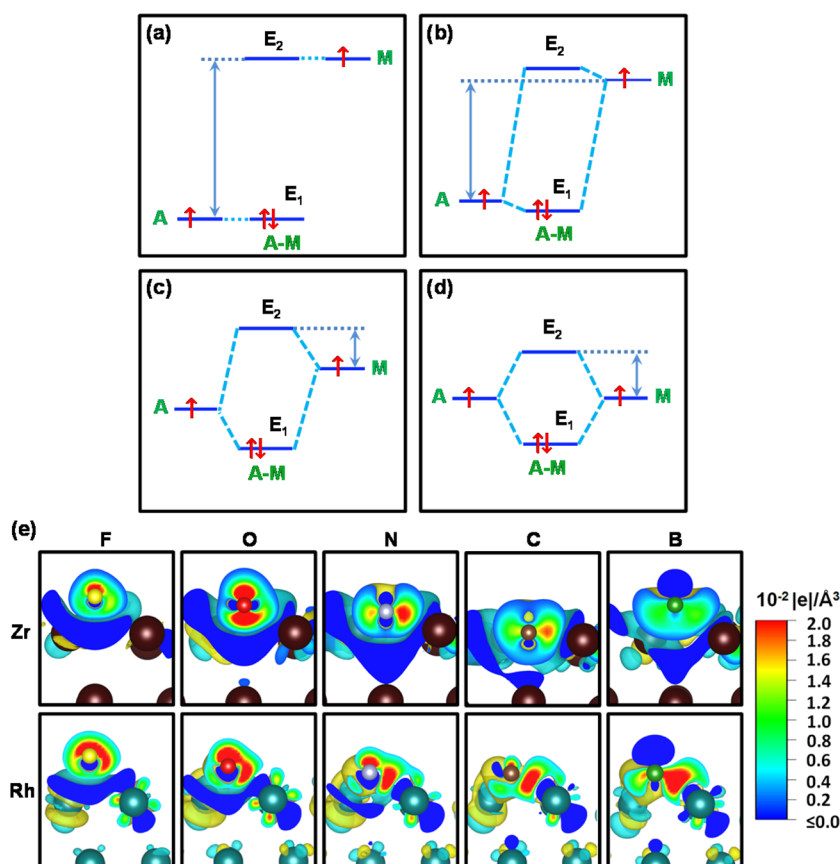 (a)
E2
M
A
E1
A-M
(b)
E2
M
A
E1
A-M
(c)
E2
M
A
E1
A-M
(d)
E2
A
M
E1
A-M
(e)
F O N C B
Zr
Rh
10-2 |e|/Å3
2.0
1.8
1.6
1.4
1.2
1.0
0.8
0.6
0.4
0.2
≤0.0